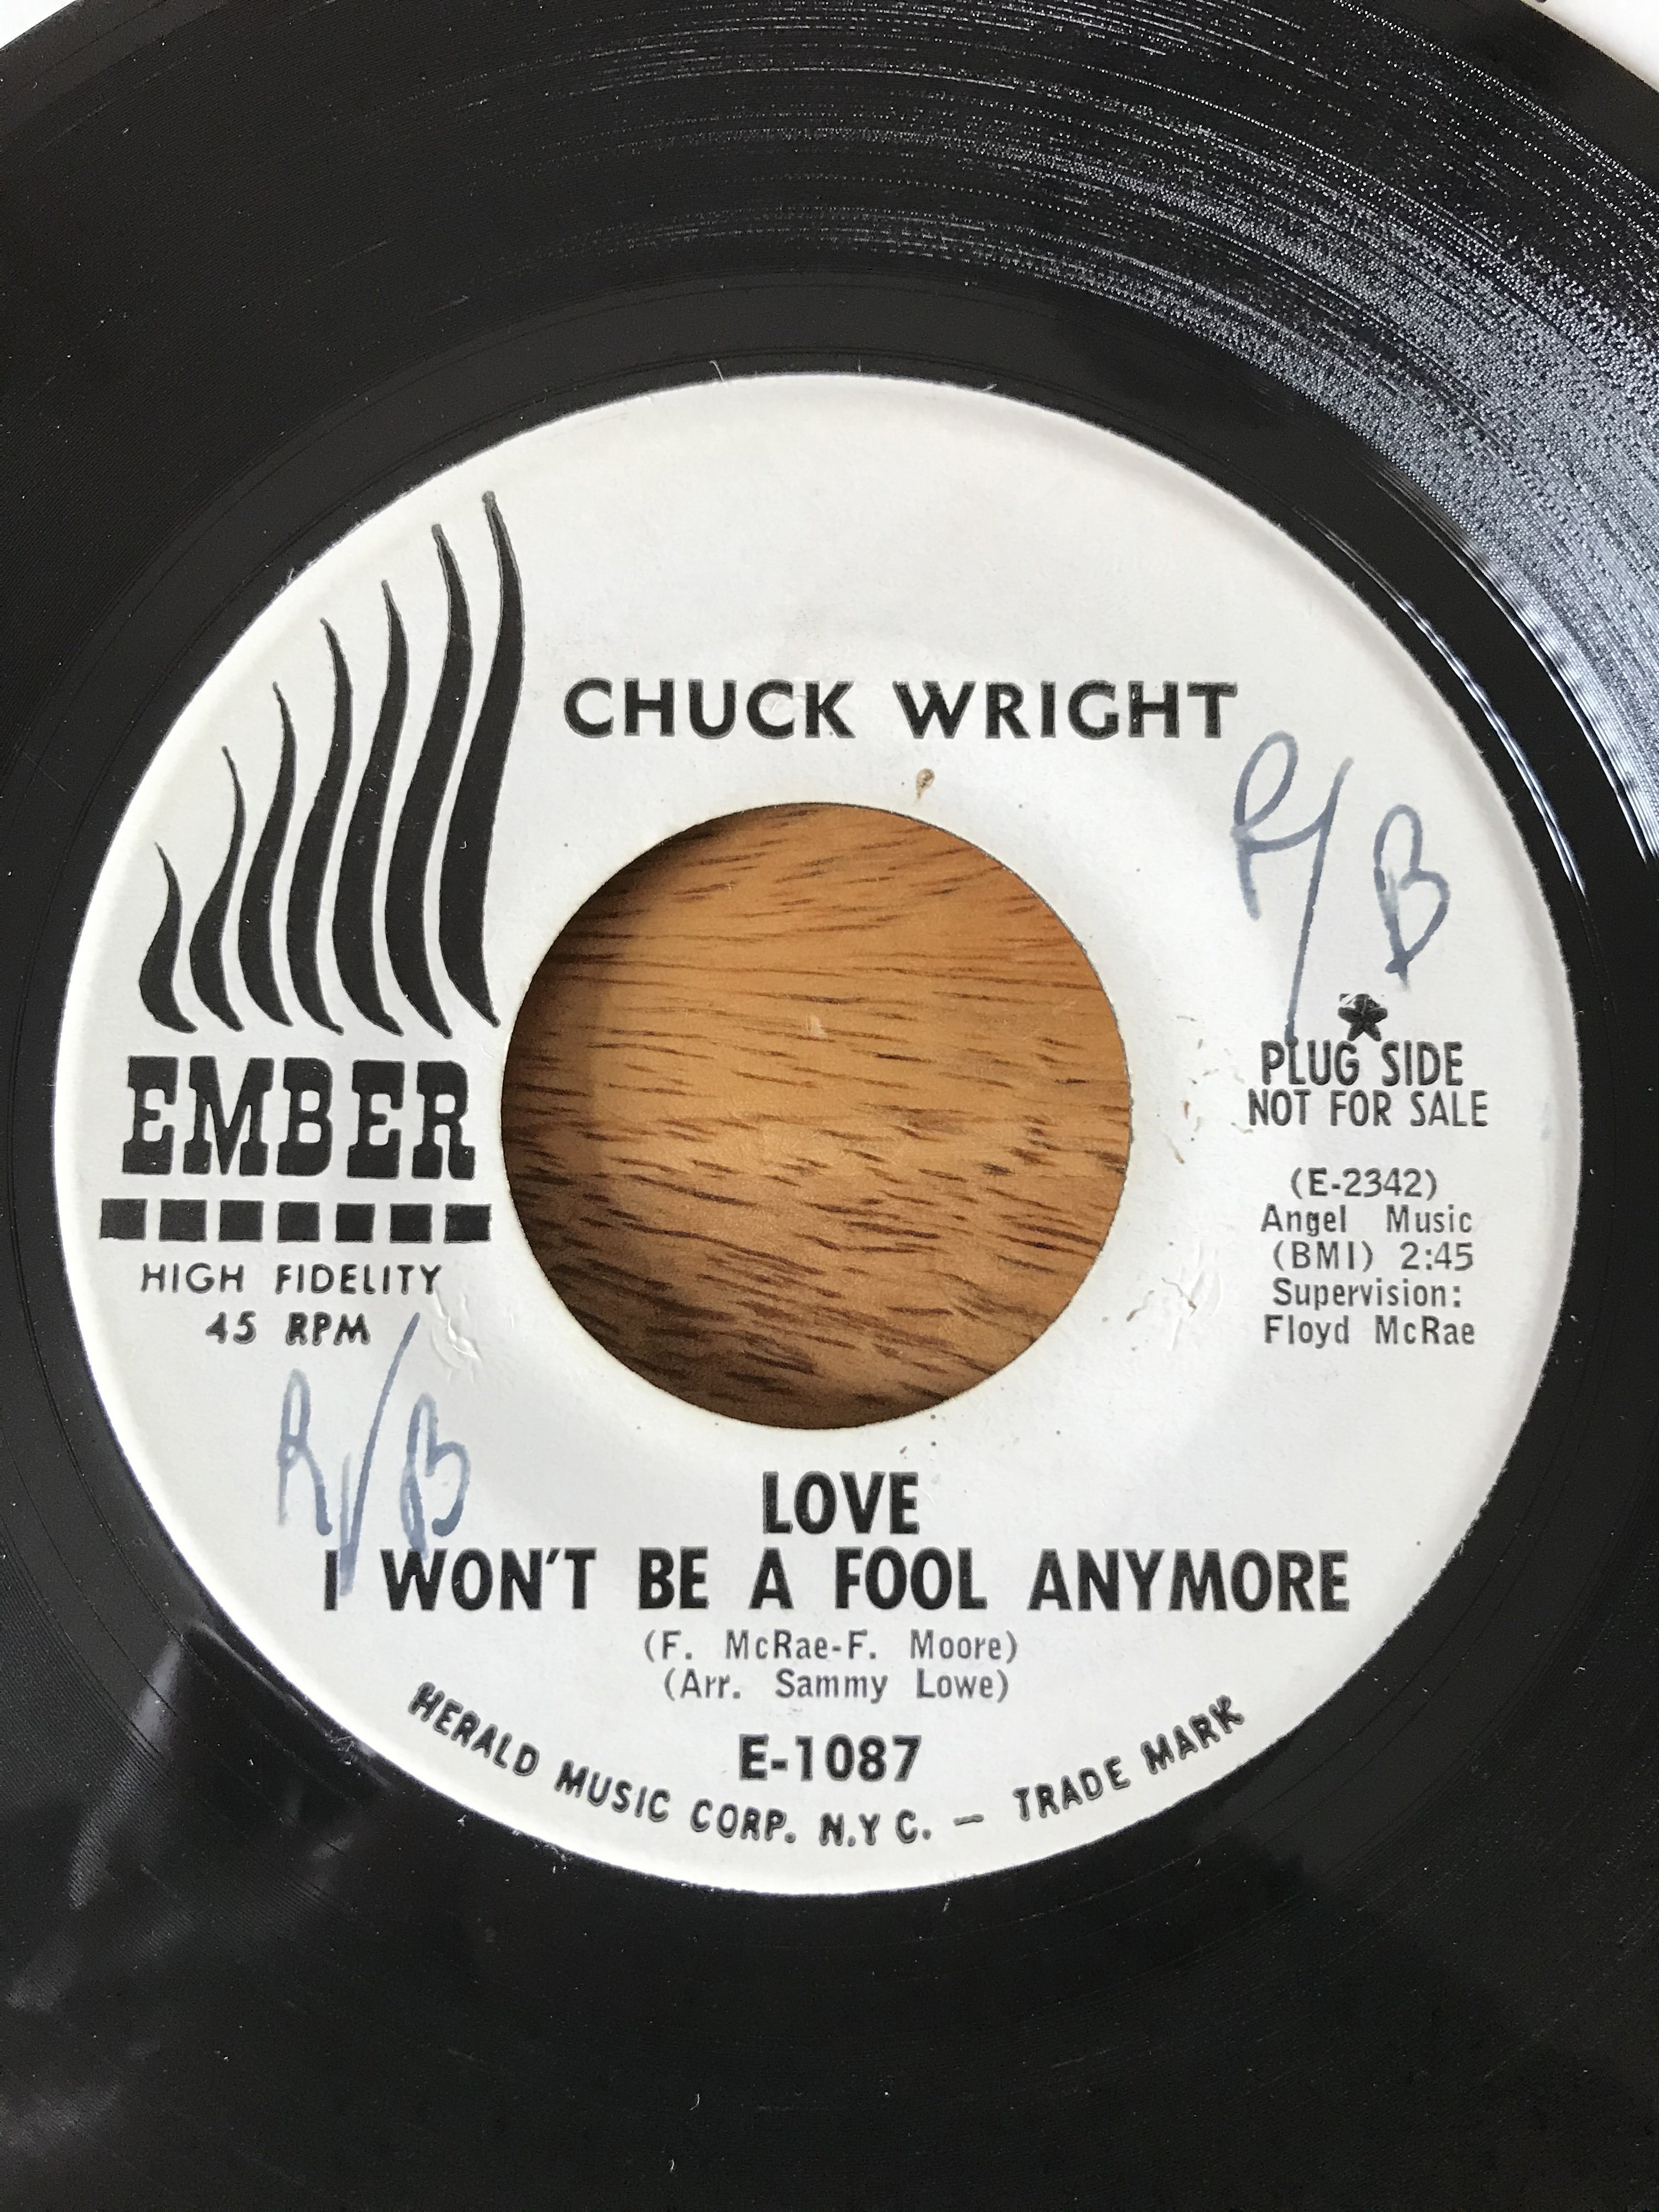 CHUCK WRIGHT
R/B
PLUG SIDE
NOT FOR SALE
EMBER
HIGH FIDELITY
45 RPM
(E-2342)
Angel Music
(BMI) 2:45
Supervision:
Floyd McRae
R/B
LOVE
I WON'T BE A FOOL ANYMORE
(F. McRae-F. Moore)
(Arr. Sammy Lowe)
E-1087
HERALD MUSIC CORP. N.Y C. — TRADE MARK